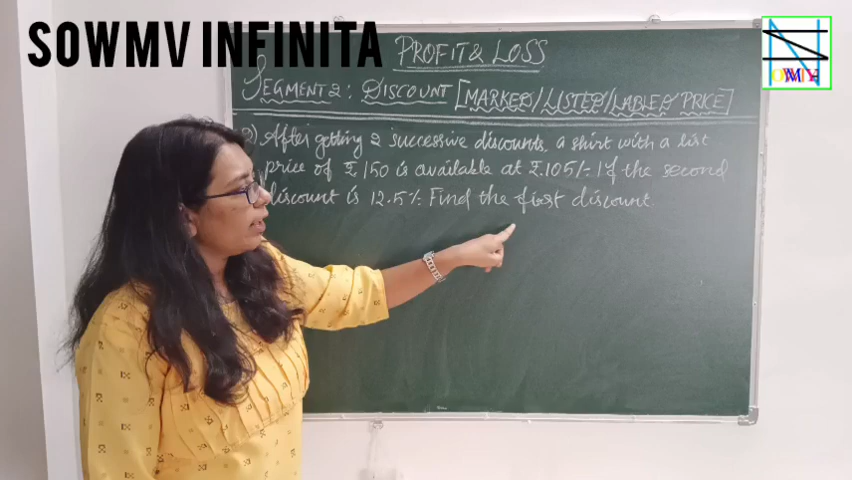 SOWMV INFINITA
PROFIT & LOSS
SEGMENT 2 : DISCOUNT [MARKED/LISTED/LABLED PRICE]
After getting 2 successive discounts, a shirt with a list
price of ₹150 is available at ₹.105/- If the second
discount is 12.5% Find the first discount.